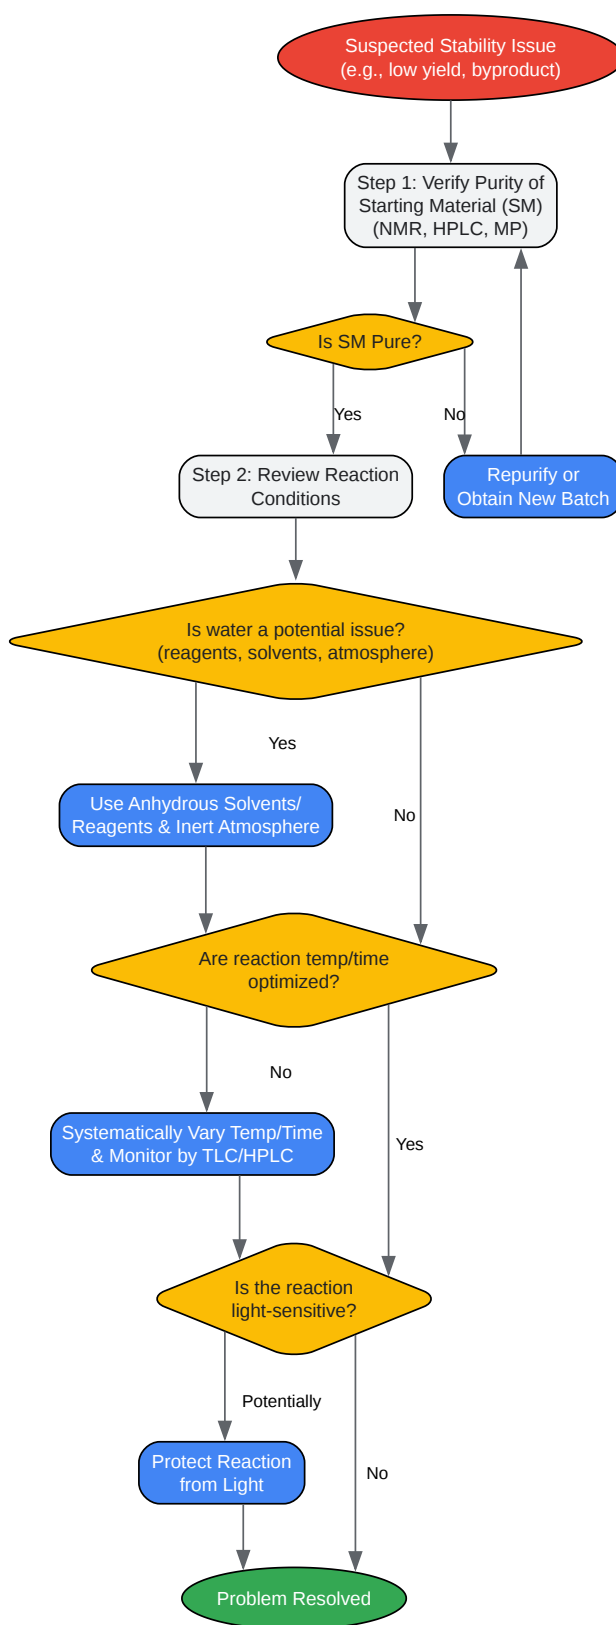 Suspected Stability Issue
(e.g., low yield, byproduct)
Step 1: Verify Purity of
Starting Material (SM)
(NMR, HPLC, MP)
Is SM Pure?
Yes
No
Step 2: Review Reaction
Conditions
Repurify or
Obtain New Batch
Is water a potential issue?
(reagents, solvents, atmosphere)
Yes
Use Anhydrous Solvents/
Reagents & Inert Atmosphere
No
Are reaction temp/time
optimized?
No
Systematically Vary Temp/Time
& Monitor by TLC/HPLC
Yes
Is the reaction
light-sensitive?
Potentially
Protect Reaction
from Light
No
Problem Resolved